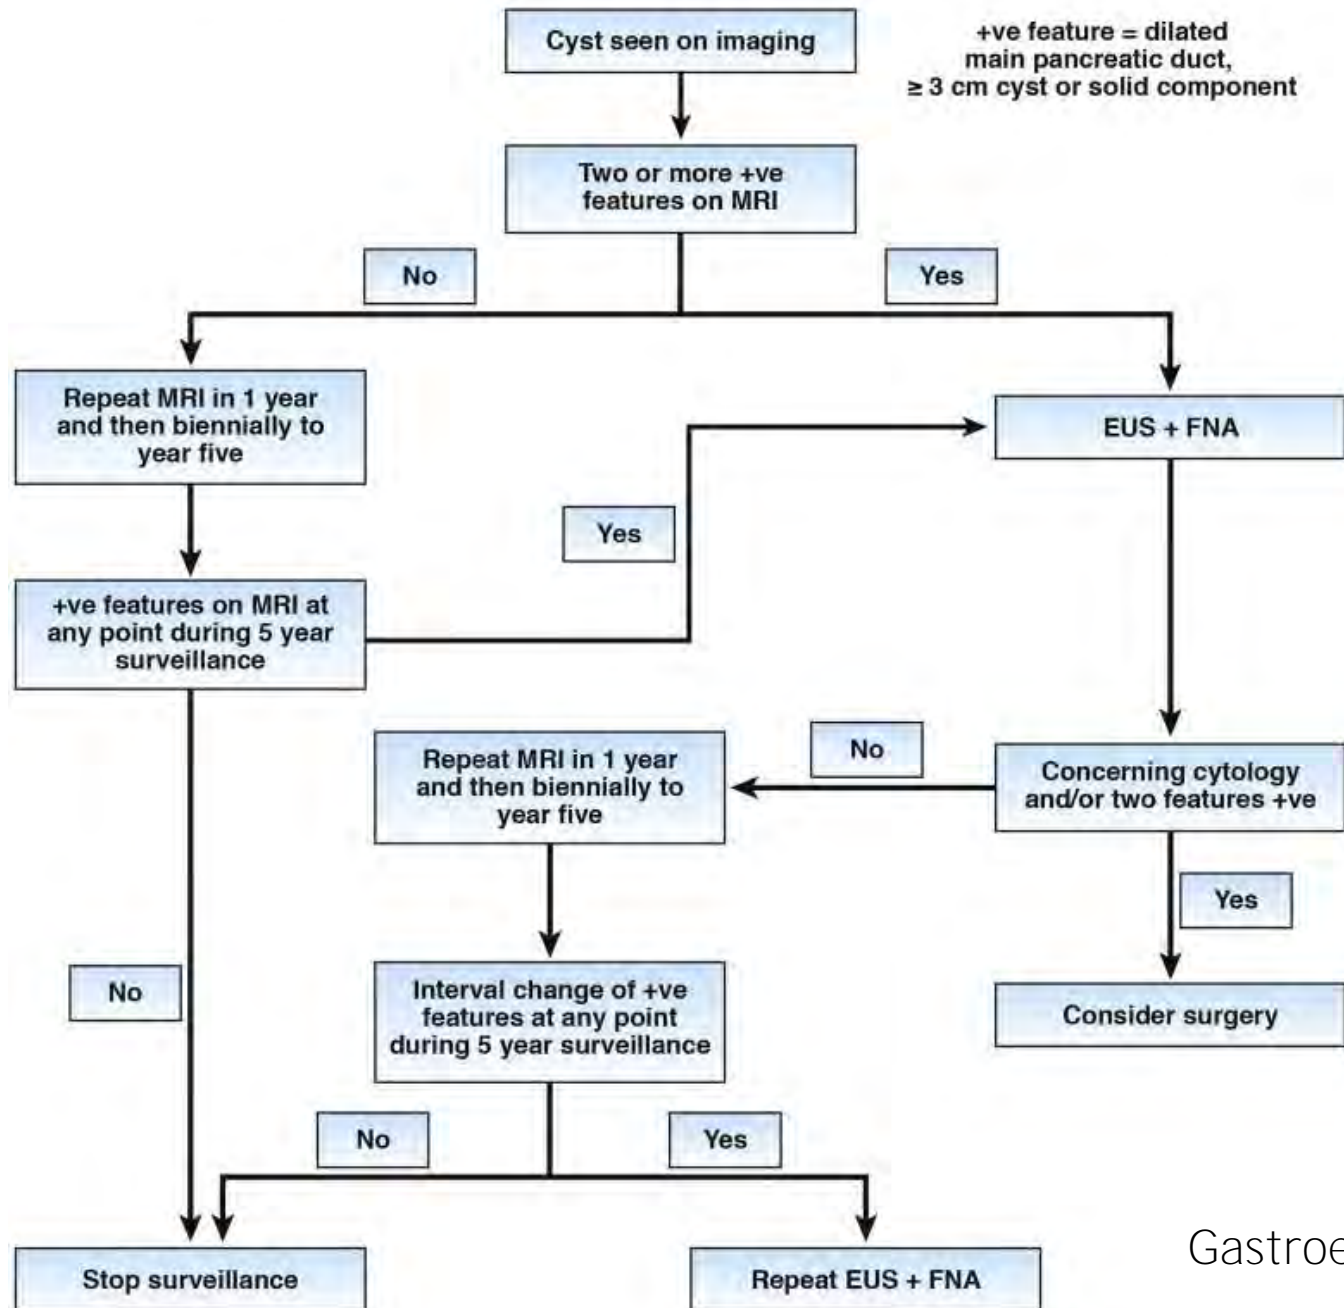 Cyst seen on imaging
+ve feature = dilated
main pancreatic duct,
≥ 3 cm cyst or solid component
Two or more +ve
features on MRI
No
Yes
Repeat MRI in 1 year
and then biennially to
year five
EUS + FNA
Yes
+ve features on MRI at
any point during 5 year
surveillance
Repeat MRI in 1 year
and then biennially to
year five
No
Concerning cytology
and/or two features +ve
Yes
No
Interval change of +ve
features at any point
during 5 year surveillance
Consider surgery
No
Yes
Stop surveillance
Repeat EUS + FNA
Gastroe